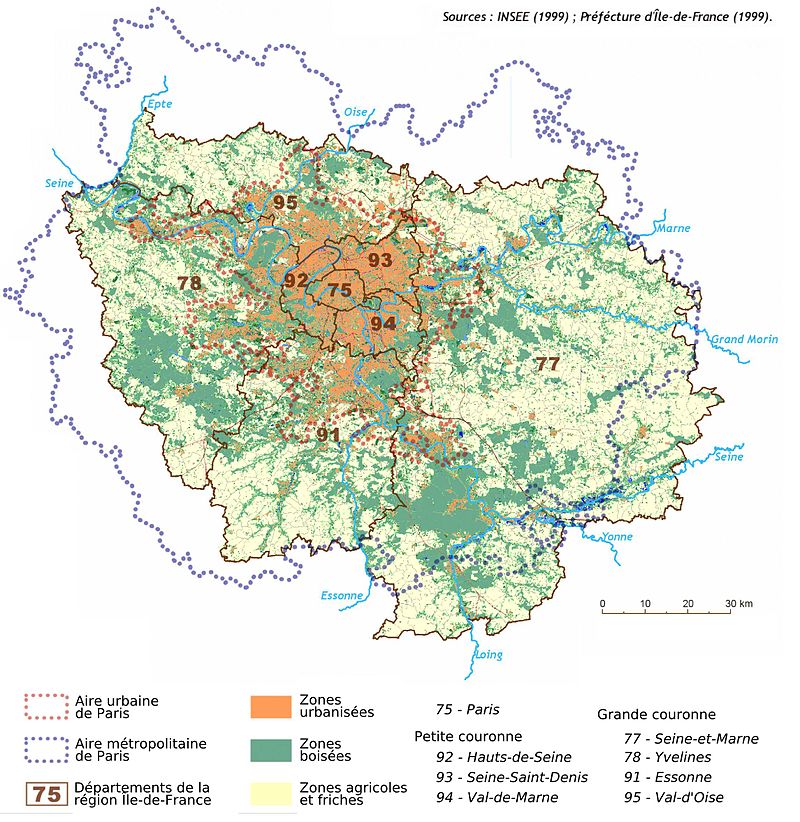 Sources : INSEE (1999) ; Préfécture d'Île-de-France (1999).
Epte
Oise
Seine
95
Marne
93
78
92
75
94
Grand Morin
77
91
Seine
Yonne
Essonne
Loing
0 10 20 30 km
Aire urbaine
de Paris
Aire métropolitaine
de Paris
75 Départements de la
région Île-de-France
Zones
urbanisées
Zones
boisées
Zones agricoles
et friches
75 - Paris
Petite couronne
92 - Hauts-de-Seine
93 - Seine-Saint-Denis
94 - Val-de-Marne
Grande couronne
77 - Seine-et-Marne
78 - Yvelines
91 - Essonne
95 - Val-d'Oise